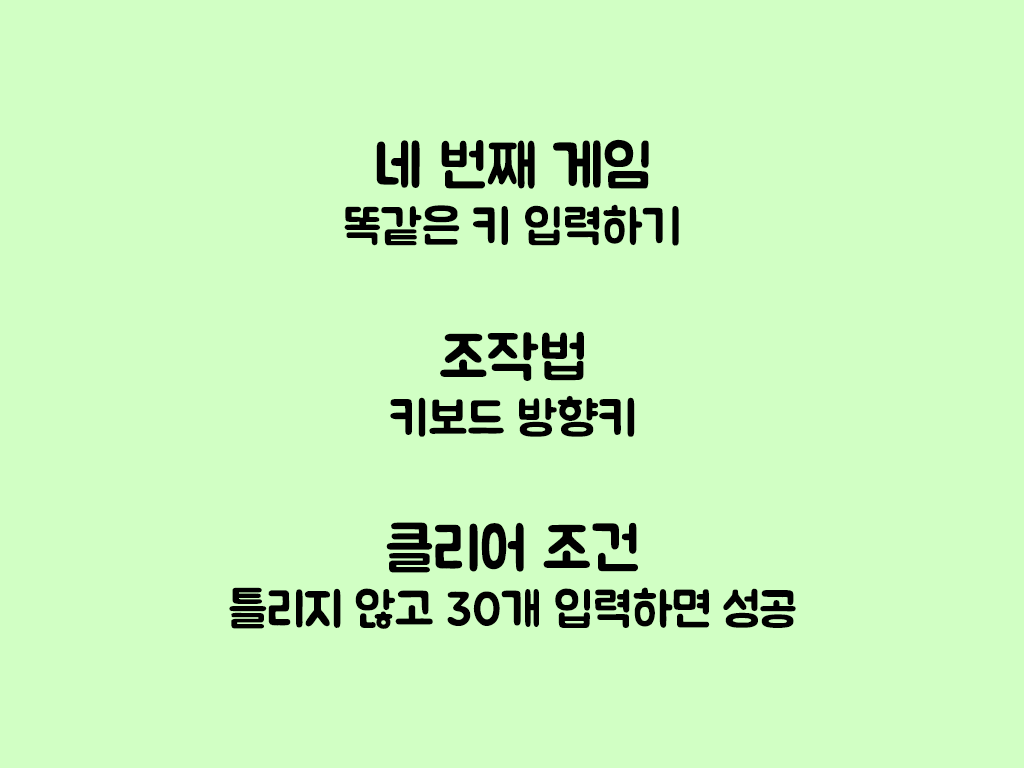 네 번째 게임
똑같은 키 입력하기
조작법
키보드 방향키
클리어 조건
틀리지 않고 30개 입력하면 성공